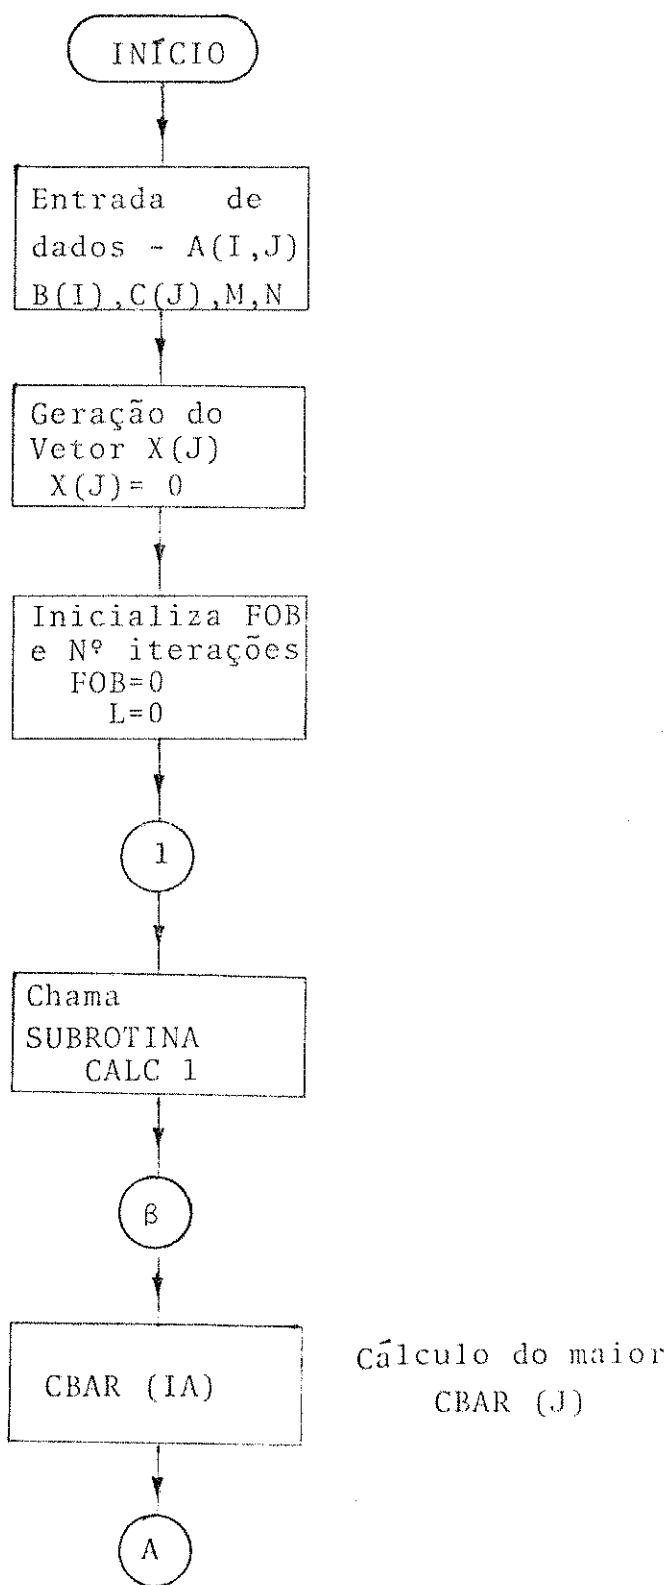 INÍCIO
Entrada de
dados - A(I,J)
B(I),C(J),M,N
Geração do
Vetor X(J)
X(J)= 0
Inicializa FOB
e Nº iterações
FOB=0
L=0
1
Chama
SUBROTINA
CALC 1
β
CBAR (IA)
Cálculo do maior
CBAR (J)
A